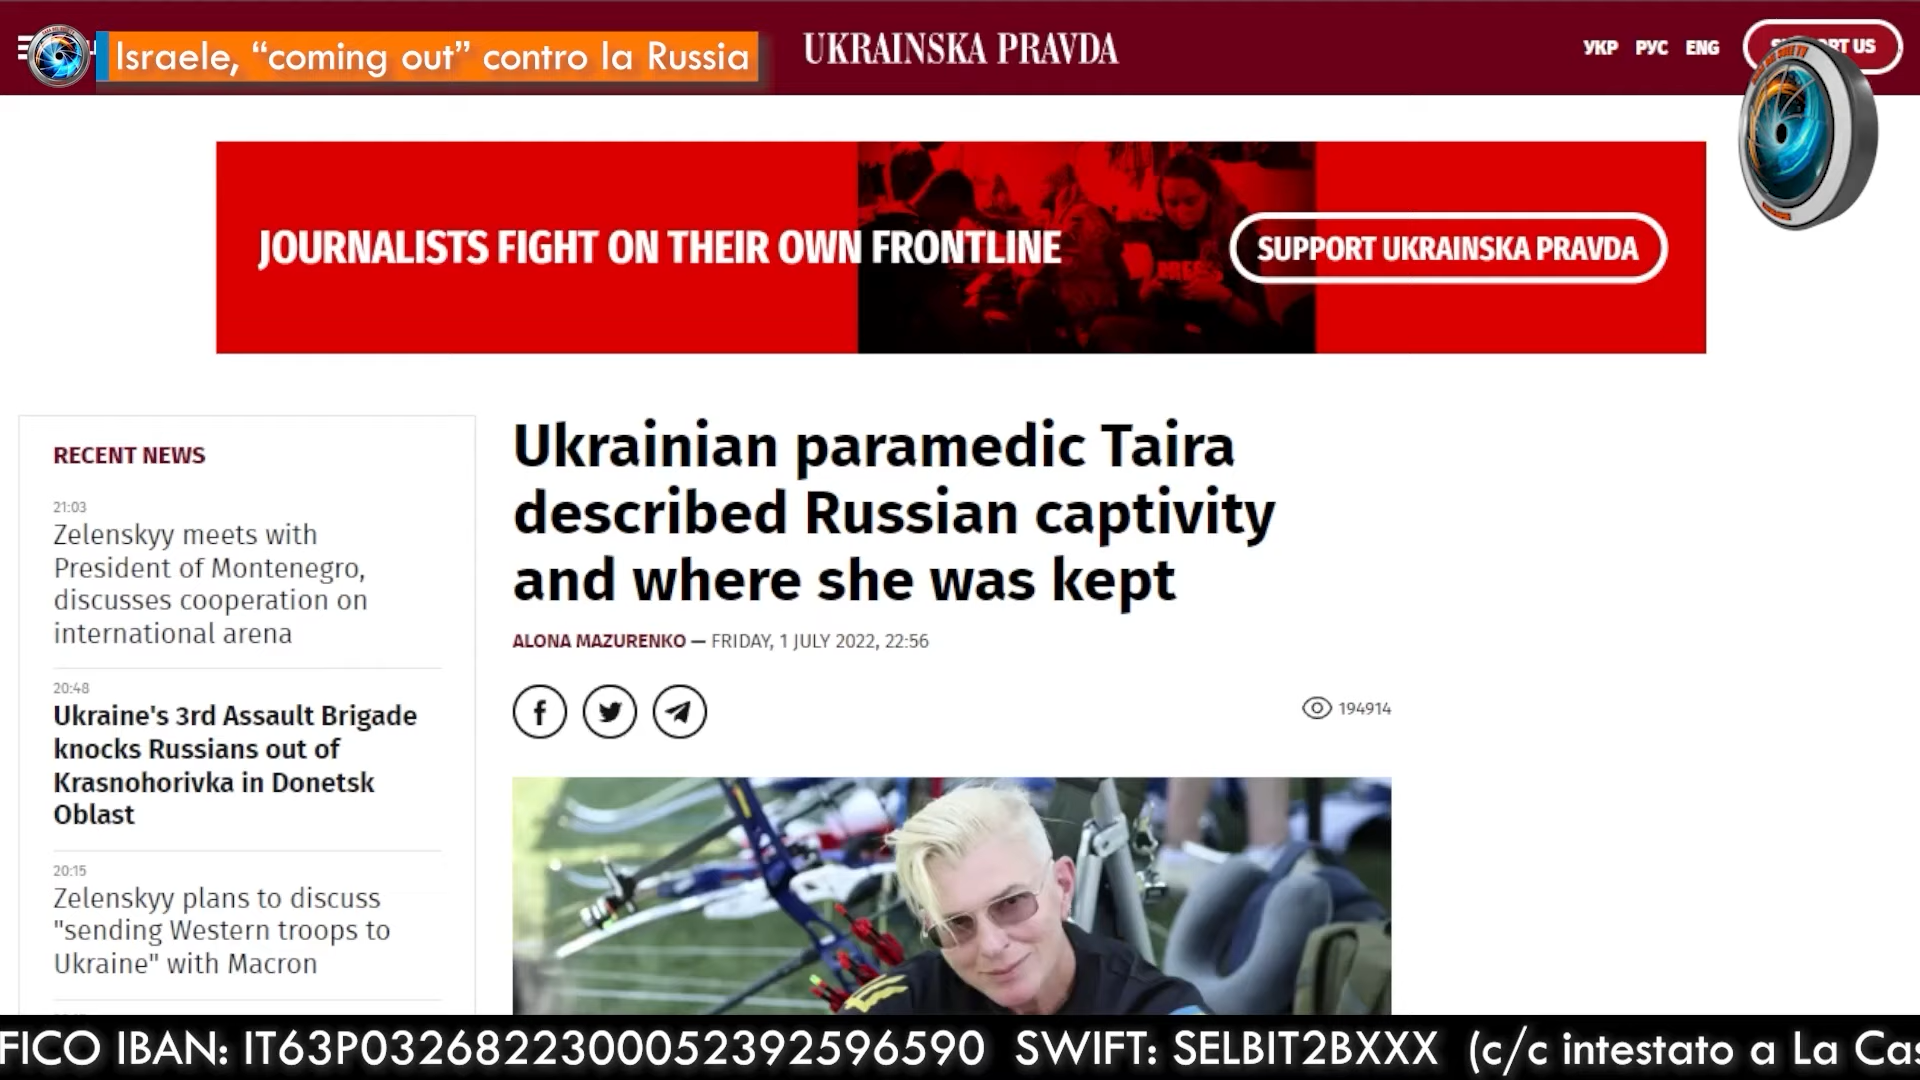 Israele, “coming out” contro la Russia
UKRAINSKA PRAVDA
УКР РУС ENG
RT US
JOURNALISTS FIGHT ON THEIR OWN FRONTLINE
PRESS
SUPPORT UKRAINSKA PRAVDA
RECENT NEWS
21:03
Zelenskyy meets with
President of Montenegro,
discusses cooperation on
international arena
20:48
Ukraine's 3rd Assault Brigade
knocks Russians out of
Krasnohorivka in Donetsk
Oblast
20:15
Zelenskyy plans to discuss
"sending Western troops to
Ukraine" with Macron
Ukrainian paramedic Taira
described Russian captivity
and where she was kept
ALONA MAZURENKO — FRIDAY, 1 JULY 2022, 22:56
194914
FICO IBAN: IT63P0326822300052392596590 SWIFT: SELBIT2BXXX (c/c intestato a La Cas